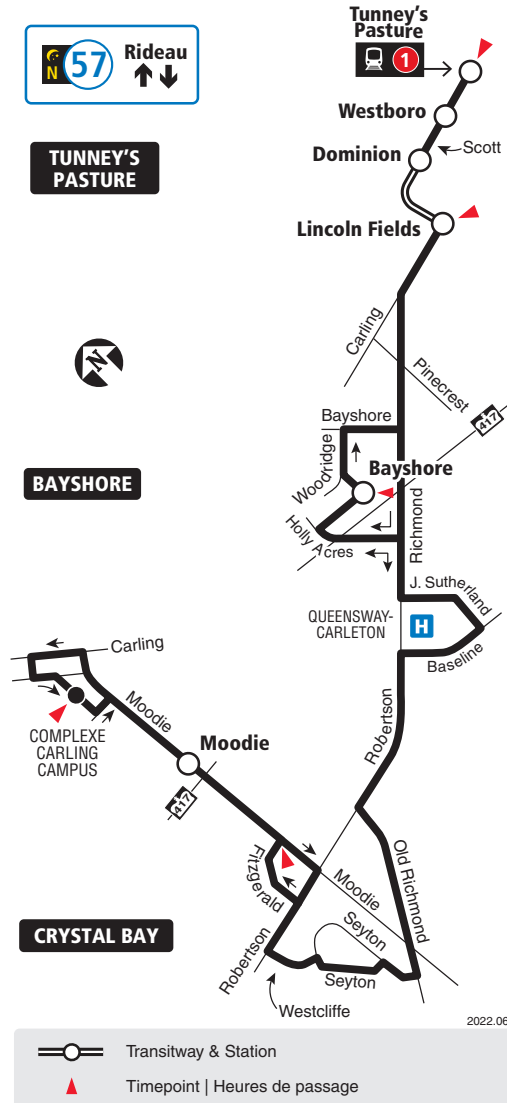 Tunney's
Pasture
1
N
57
Rideau
Westboro
Dominion
Scott
TUNNEY'S
PASTURE
Lincoln Fields
Carling
Pinecrest
N
417
Bayshore
Woodridge
Bayshore
BAYSHORE
Holly Acres
Richmond
J. Sutherland
QUEENSWAY-
CARLETON
H
Baseline
Carling
Moodie
Robertson
COMPLEXE
CARLING
CAMPUS
Moodie
417
Fitzgerald
Moodie
Old Richmond
Seyton
CRYSTAL BAY
Robertson
Seyton
Westcliffe
2022.06
Transitway & Station
Timepoint | Heures de passage